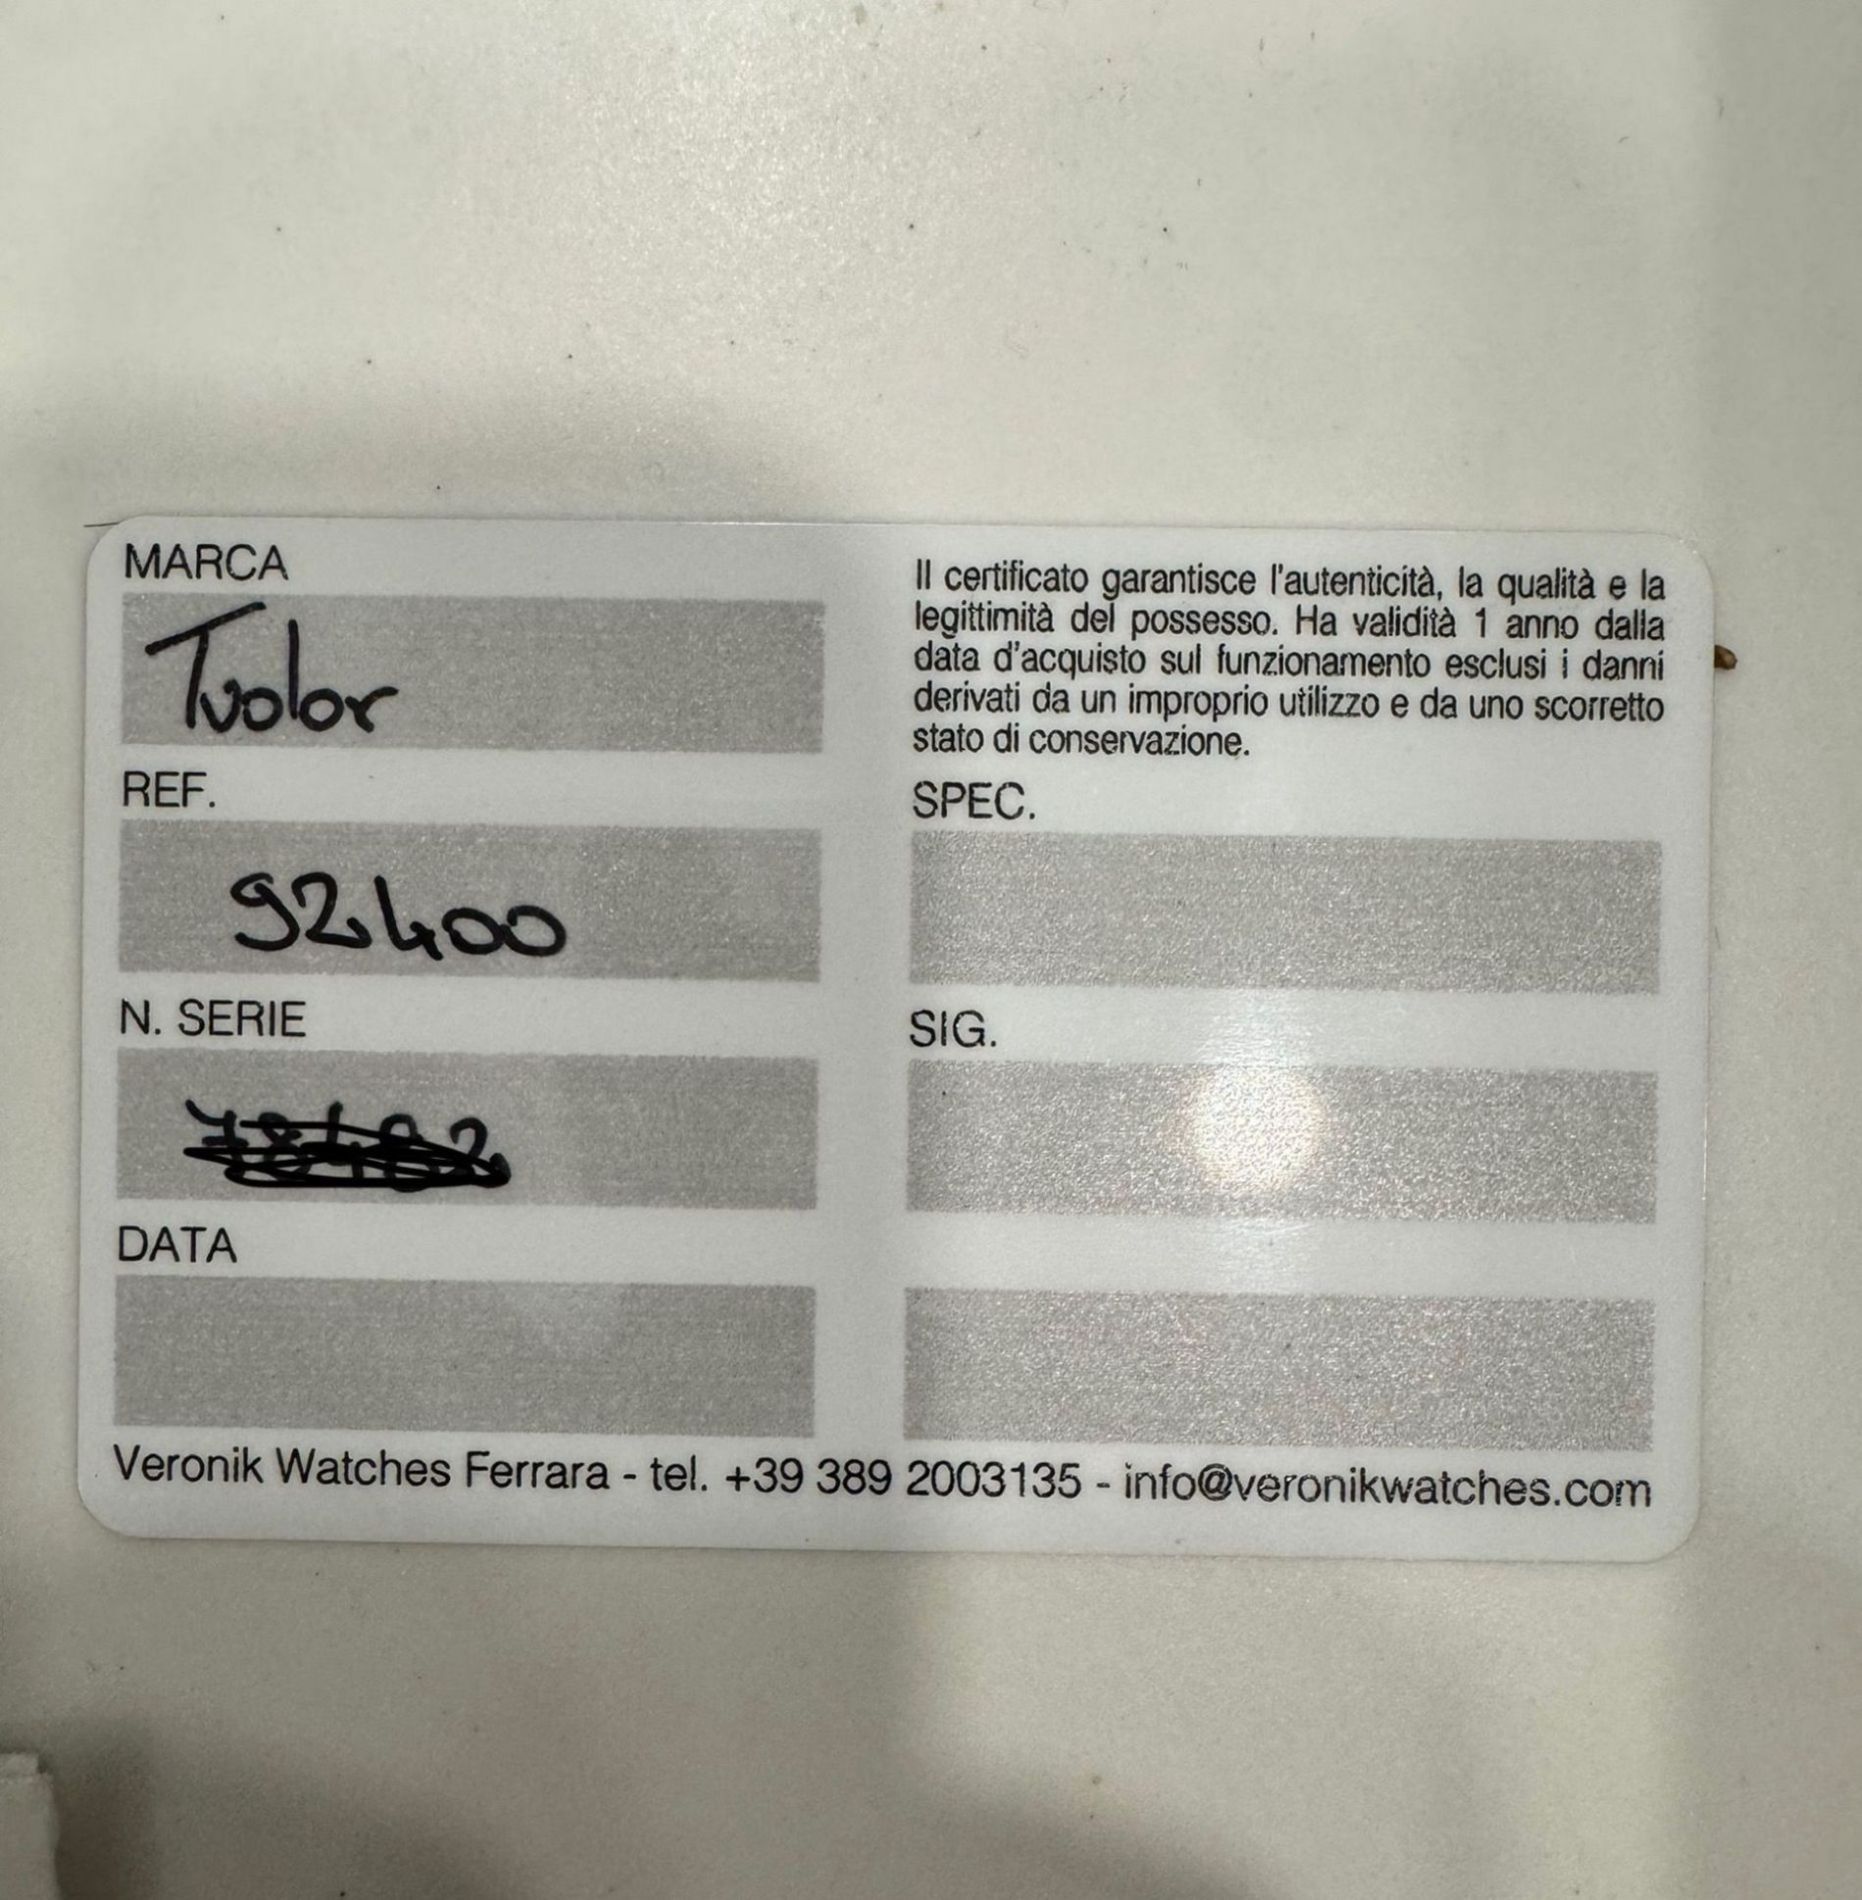 MARCA
Tudor
REF.
92400
N. SERIE
DATA
Il certificato garantisce l'autenticità, la qualità e la
legittimità del possesso. Ha validità 1 anno dalla
data d'acquisto sul funzionamento esclusi i danni
derivati da un improprio utilizzo e da uno scorretto
stato di conservazione.
SPEC.
SIG.
Veronik Watches Ferrara - tel. +39 389 2003135 - info@veronikwatches.com